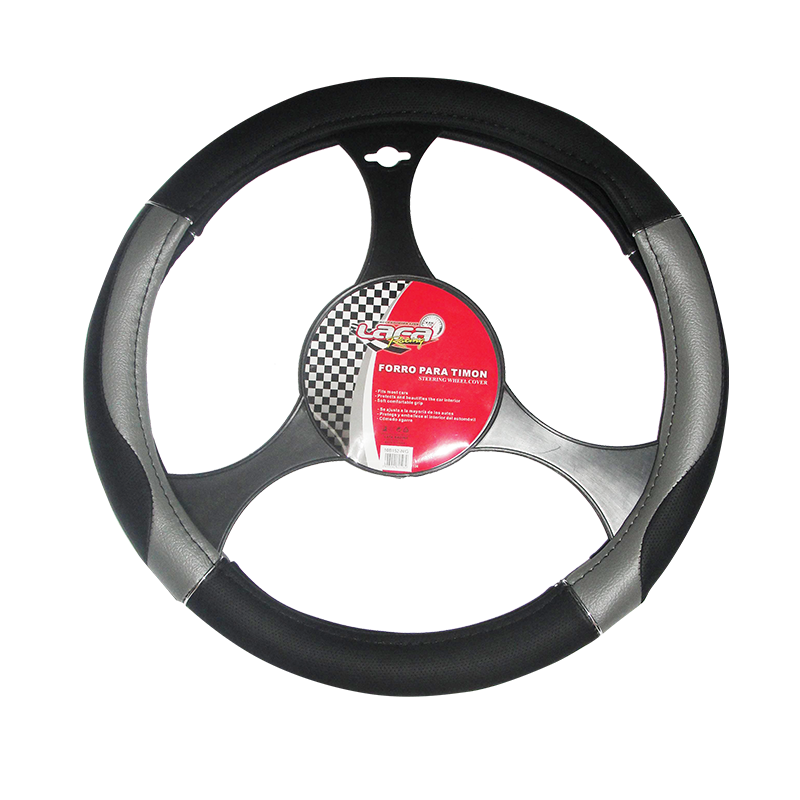 LACA
Racing
FORRO PARA TIMON
STEERING WHEEL COVER
- Fits most cars
- Protects and beautifies the car interior
- Soft comfortable grip
- Se ajusta a la mayoría de los autos
- Protege y embellece el interior del automóvil
- Cómodo agarre